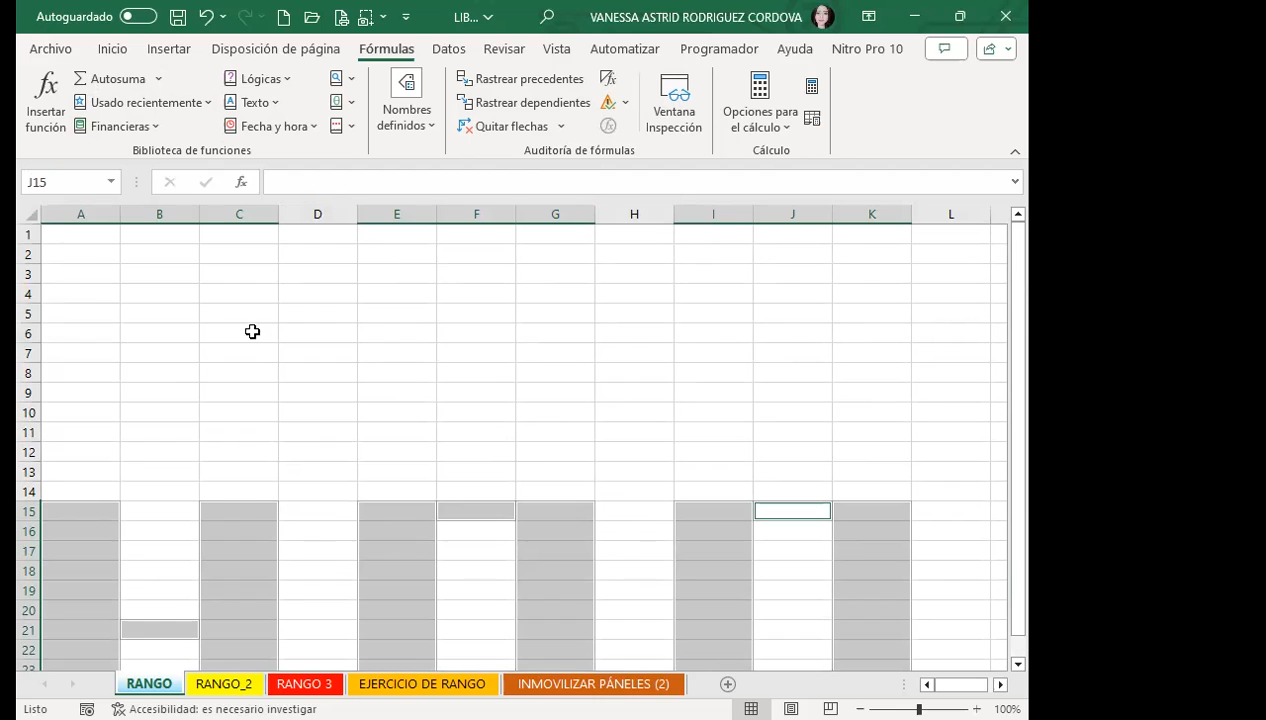 Autoguardado LIB... VANESSA ASTRID RODRIGUEZ CORDOVA
Archivo Inicio Insertar Disposición de página Fórmulas Datos Revisar Vista Automatizar Programador Ayuda Nitro Pro 10
fx Autosuma Lógicas Rastrear precedentes fx
Insertar función Usado recientemente Texto Nombres definidos Rastrear dependientes Ventana Inspección Opciones para el cálculo
Financieras Fecha y hora Quitar flechas
Biblioteca de funciones Auditoría de fórmulas Cálculo
J15 fx
A B C D E F G H I J K L
1
2
3
4
5
6
7
8
9
10
11
12
13
14
15
16
17
18
19
20
21
22
23
RANGO RANGO_2 RANGO 3 EJERCICIO DE RANGO INMOVILIZAR PÁNELES (2)
Listo Accesibilidad: es necesario investigar 100%